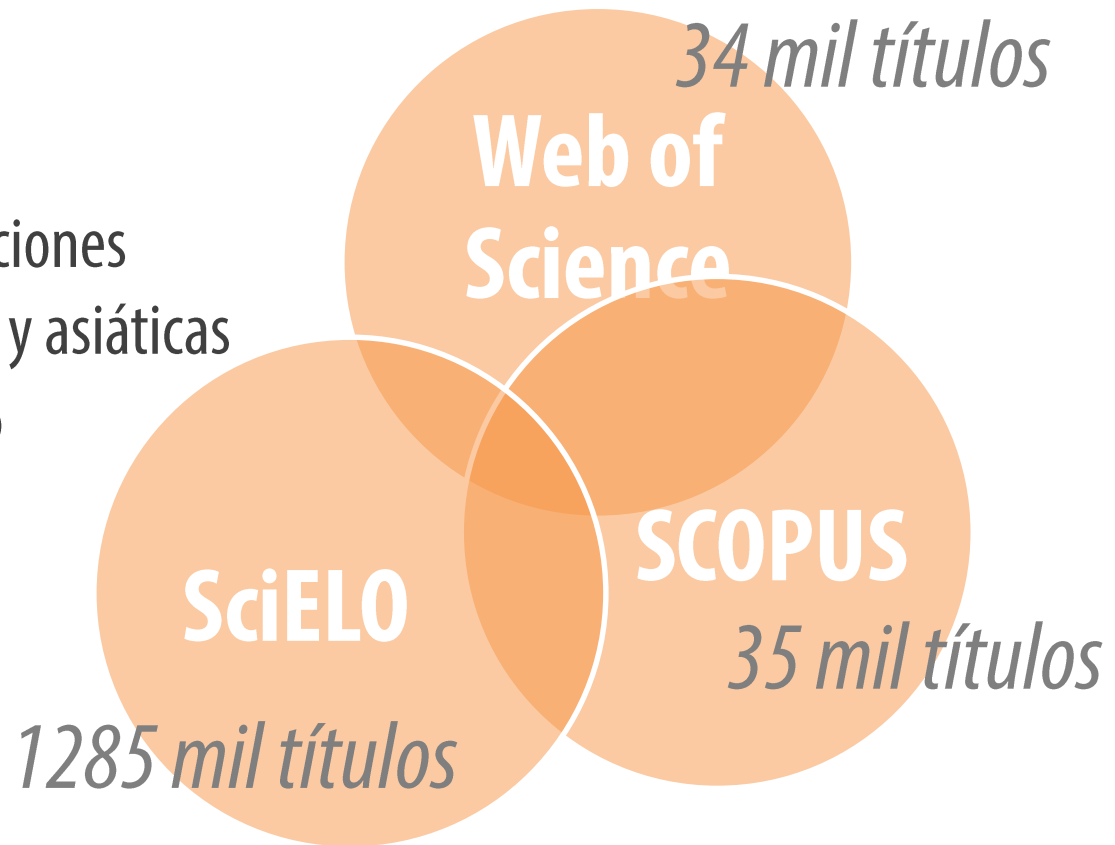 34 mil títulos
Web of
Science
ciones
y asiáticas
SCOPUS
SciELO
35 mil títulos
1285 mil títulos